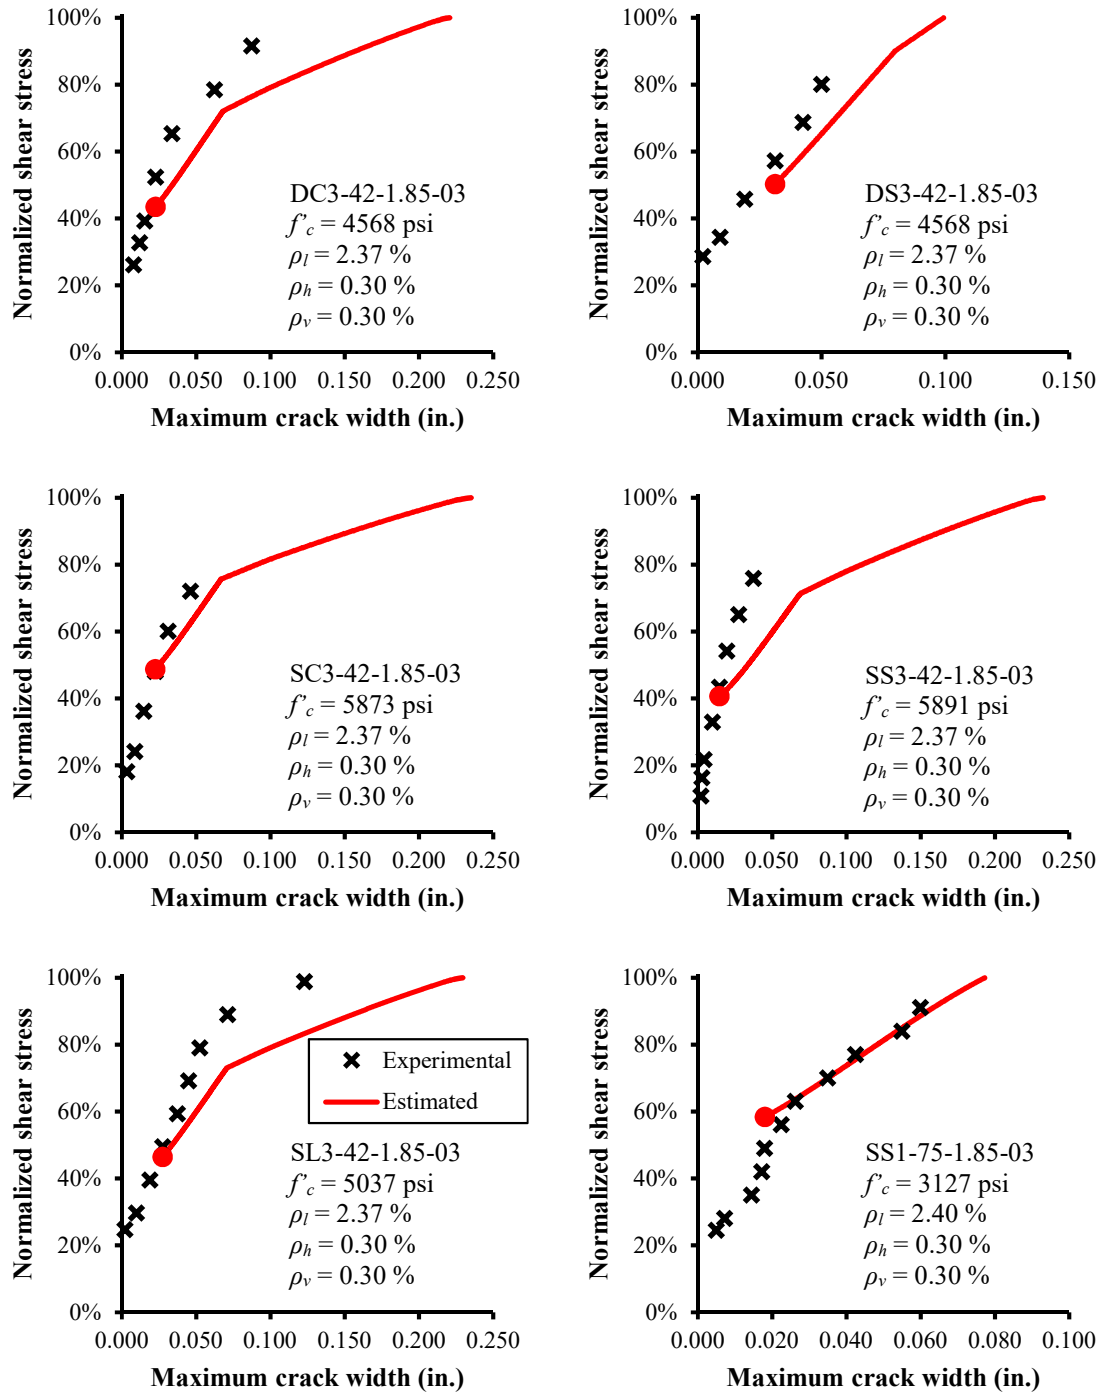 100%
80%
60%
40%
20%
0%
Normalized shear stress
DC3-42-1.85-03
f'c = 4568 psi
ρl = 2.37 %
ρh = 0.30 %
ρv = 0.30 %
0.000 0.050 0.100 0.150 0.200 0.250
Maximum crack width (in.)
100%
80%
60%
40%
20%
0%
Normalized shear stress
DS3-42-1.85-03
f'c = 4568 psi
ρl = 2.37 %
ρh = 0.30 %
ρv = 0.30 %
0.000 0.050 0.100 0.150
Maximum crack width (in.)
100%
80%
60%
40%
20%
0%
Normalized shear stress
SC3-42-1.85-03
f'c = 5873 psi
ρl = 2.37 %
ρh = 0.30 %
ρv = 0.30 %
0.000 0.050 0.100 0.150 0.200 0.250
Maximum crack width (in.)
100%
80%
60%
40%
20%
0%
Normalized shear stress
SS3-42-1.85-03
f'c = 5891 psi
ρl = 2.37 %
ρh = 0.30 %
ρv = 0.30 %
0.000 0.050 0.100 0.150 0.200 0.250
Maximum crack width (in.)
100%
80%
60%
40%
20%
0%
Normalized shear stress
Experimental
Estimated
SL3-42-1.85-03
f'c = 5037 psi
ρl = 2.37 %
ρh = 0.30 %
ρv = 0.30 %
0.000 0.050 0.100 0.150 0.200 0.250
Maximum crack width (in.)
100%
80%
60%
40%
20%
0%
Normalized shear stress
SS1-75-1.85-03
f'c = 3127 psi
ρl = 2.40 %
ρh = 0.30 %
ρv = 0.30 %
0.000 0.020 0.040 0.060 0.080 0.100
Maximum crack width (in.)